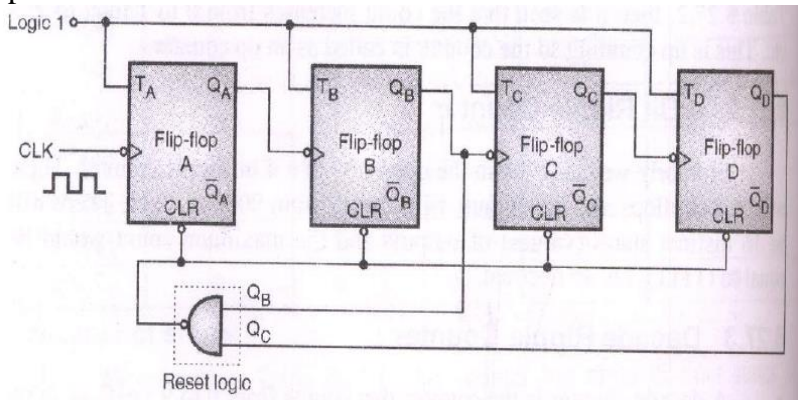 Logic 1
T_A Q_A
Flip-flop
A
Q̅_A
CLR
T_B Q_B
Flip-flop
B
Q̅_B
CLR
T_C Q_C
Flip-flop
C
Q̅_C
CLR
T_D Q_D
Flip-flop
D
Q̅_D
CLR
CLK
Q_B
Q_C
Reset logic